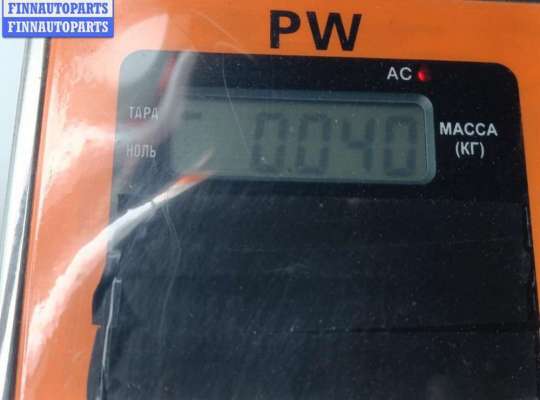 FINNAUTOPARTS
FINNAUTOPARTS
PW
AC
ТАРА
0.040
МАССА
(КГ)
НОЛЬ